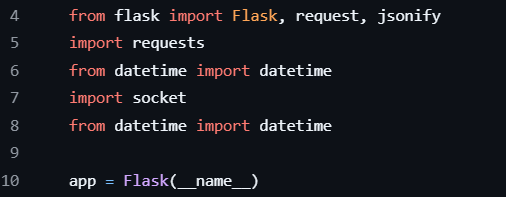 4 from flask import Flask, request, jsonify
5 import requests
6 from datetime import datetime
7 import socket
8 from datetime import datetime
9
10 app = Flask(__name__)